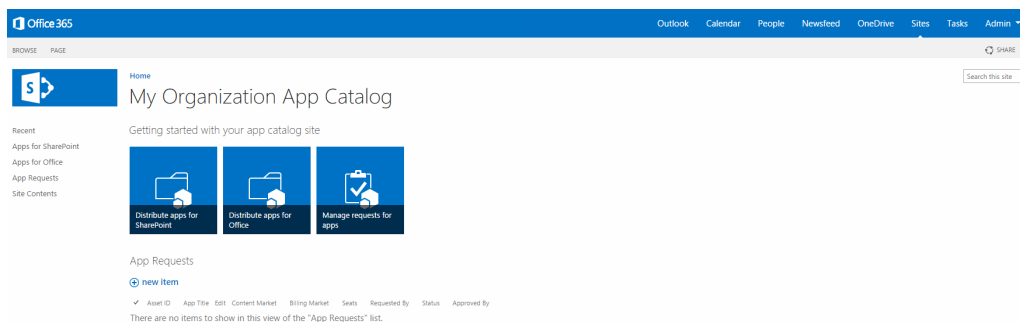 Office 365
Outlook Calendar People Newsfeed OneDrive Sites Tasks Admin
BROWSE PAGE
SHARE
S
Home
My Organization App Catalog
Search this site
Recent
Apps for SharePoint
Apps for Office
App Requests
Site Contents
Getting started with your app catalog site
Distribute apps for
SharePoint
Distribute apps for
Office
Manage requests for
apps
App Requests
new item
Asset ID App Title Edit Content Market Billing Market Seats Requested By Status Approved By
There are no items to show in this view of the "App Requests" list.